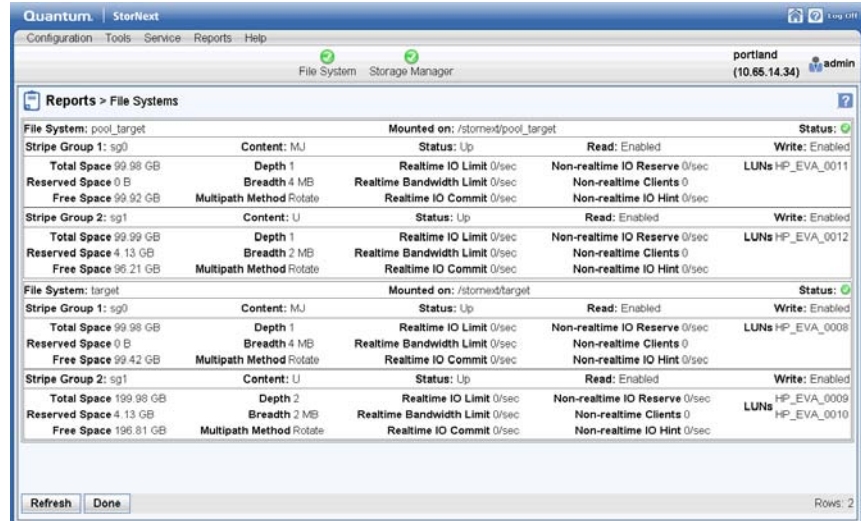 Quantum. StorNext Log Off
Configuration Tools Service Reports Help
File System Storage Manager portland (10.65.14.34) admin
Reports > File Systems
File System: pool_target Mounted on: /stornext/pool_target Status:
Stripe Group 1: sg0 Content: MJ Status: Up Read: Enabled Write: Enabled
Total Space 99.98 GB Depth 1 Realtime IO Limit 0/sec Non-realtime IO Reserve 0/sec LUNs HP_EVA_0011
Reserved Space 0 B Breadth 4 MB Realtime Bandwidth Limit 0/sec Non-realtime Clients 0
Free Space 99.92 GB Multipath Method Rotate Realtime IO Commit 0/sec Non-realtime IO Hint 0/sec
Stripe Group 2: sg1 Content: U Status: Up Read: Enabled Write: Enabled
Total Space 99.99 GB Depth 1 Realtime IO Limit 0/sec Non-realtime IO Reserve 0/sec LUNs HP_EVA_0012
Reserved Space 4.13 GB Breadth 2 MB Realtime Bandwidth Limit 0/sec Non-realtime Clients 0
Free Space 96.21 GB Multipath Method Rotate Realtime IO Commit 0/sec Non-realtime IO Hint 0/sec
File System: target Mounted on: /stornext/target Status:
Stripe Group 1: sg0 Content: MJ Status: Up Read: Enabled Write: Enabled
Total Space 99.98 GB Depth 1 Realtime IO Limit 0/sec Non-realtime IO Reserve 0/sec LUNs HP_EVA_0008
Reserved Space 0 B Breadth 4 MB Realtime Bandwidth Limit 0/sec Non-realtime Clients 0
Free Space 99.42 GB Multipath Method Rotate Realtime IO Commit 0/sec Non-realtime IO Hint 0/sec
Stripe Group 2: sg1 Content: U Status: Up Read: Enabled Write: Enabled
Total Space 199.98 GB Depth 2 Realtime IO Limit 0/sec Non-realtime IO Reserve 0/sec LUNs HP_EVA_0009
Reserved Space 4.13 GB Breadth 2 MB Realtime Bandwidth Limit 0/sec Non-realtime Clients 0 HP_EVA_0010
Free Space 196.81 GB Multipath Method Rotate Realtime IO Commit 0/sec Non-realtime IO Hint 0/sec
Refresh Done Rows: 2